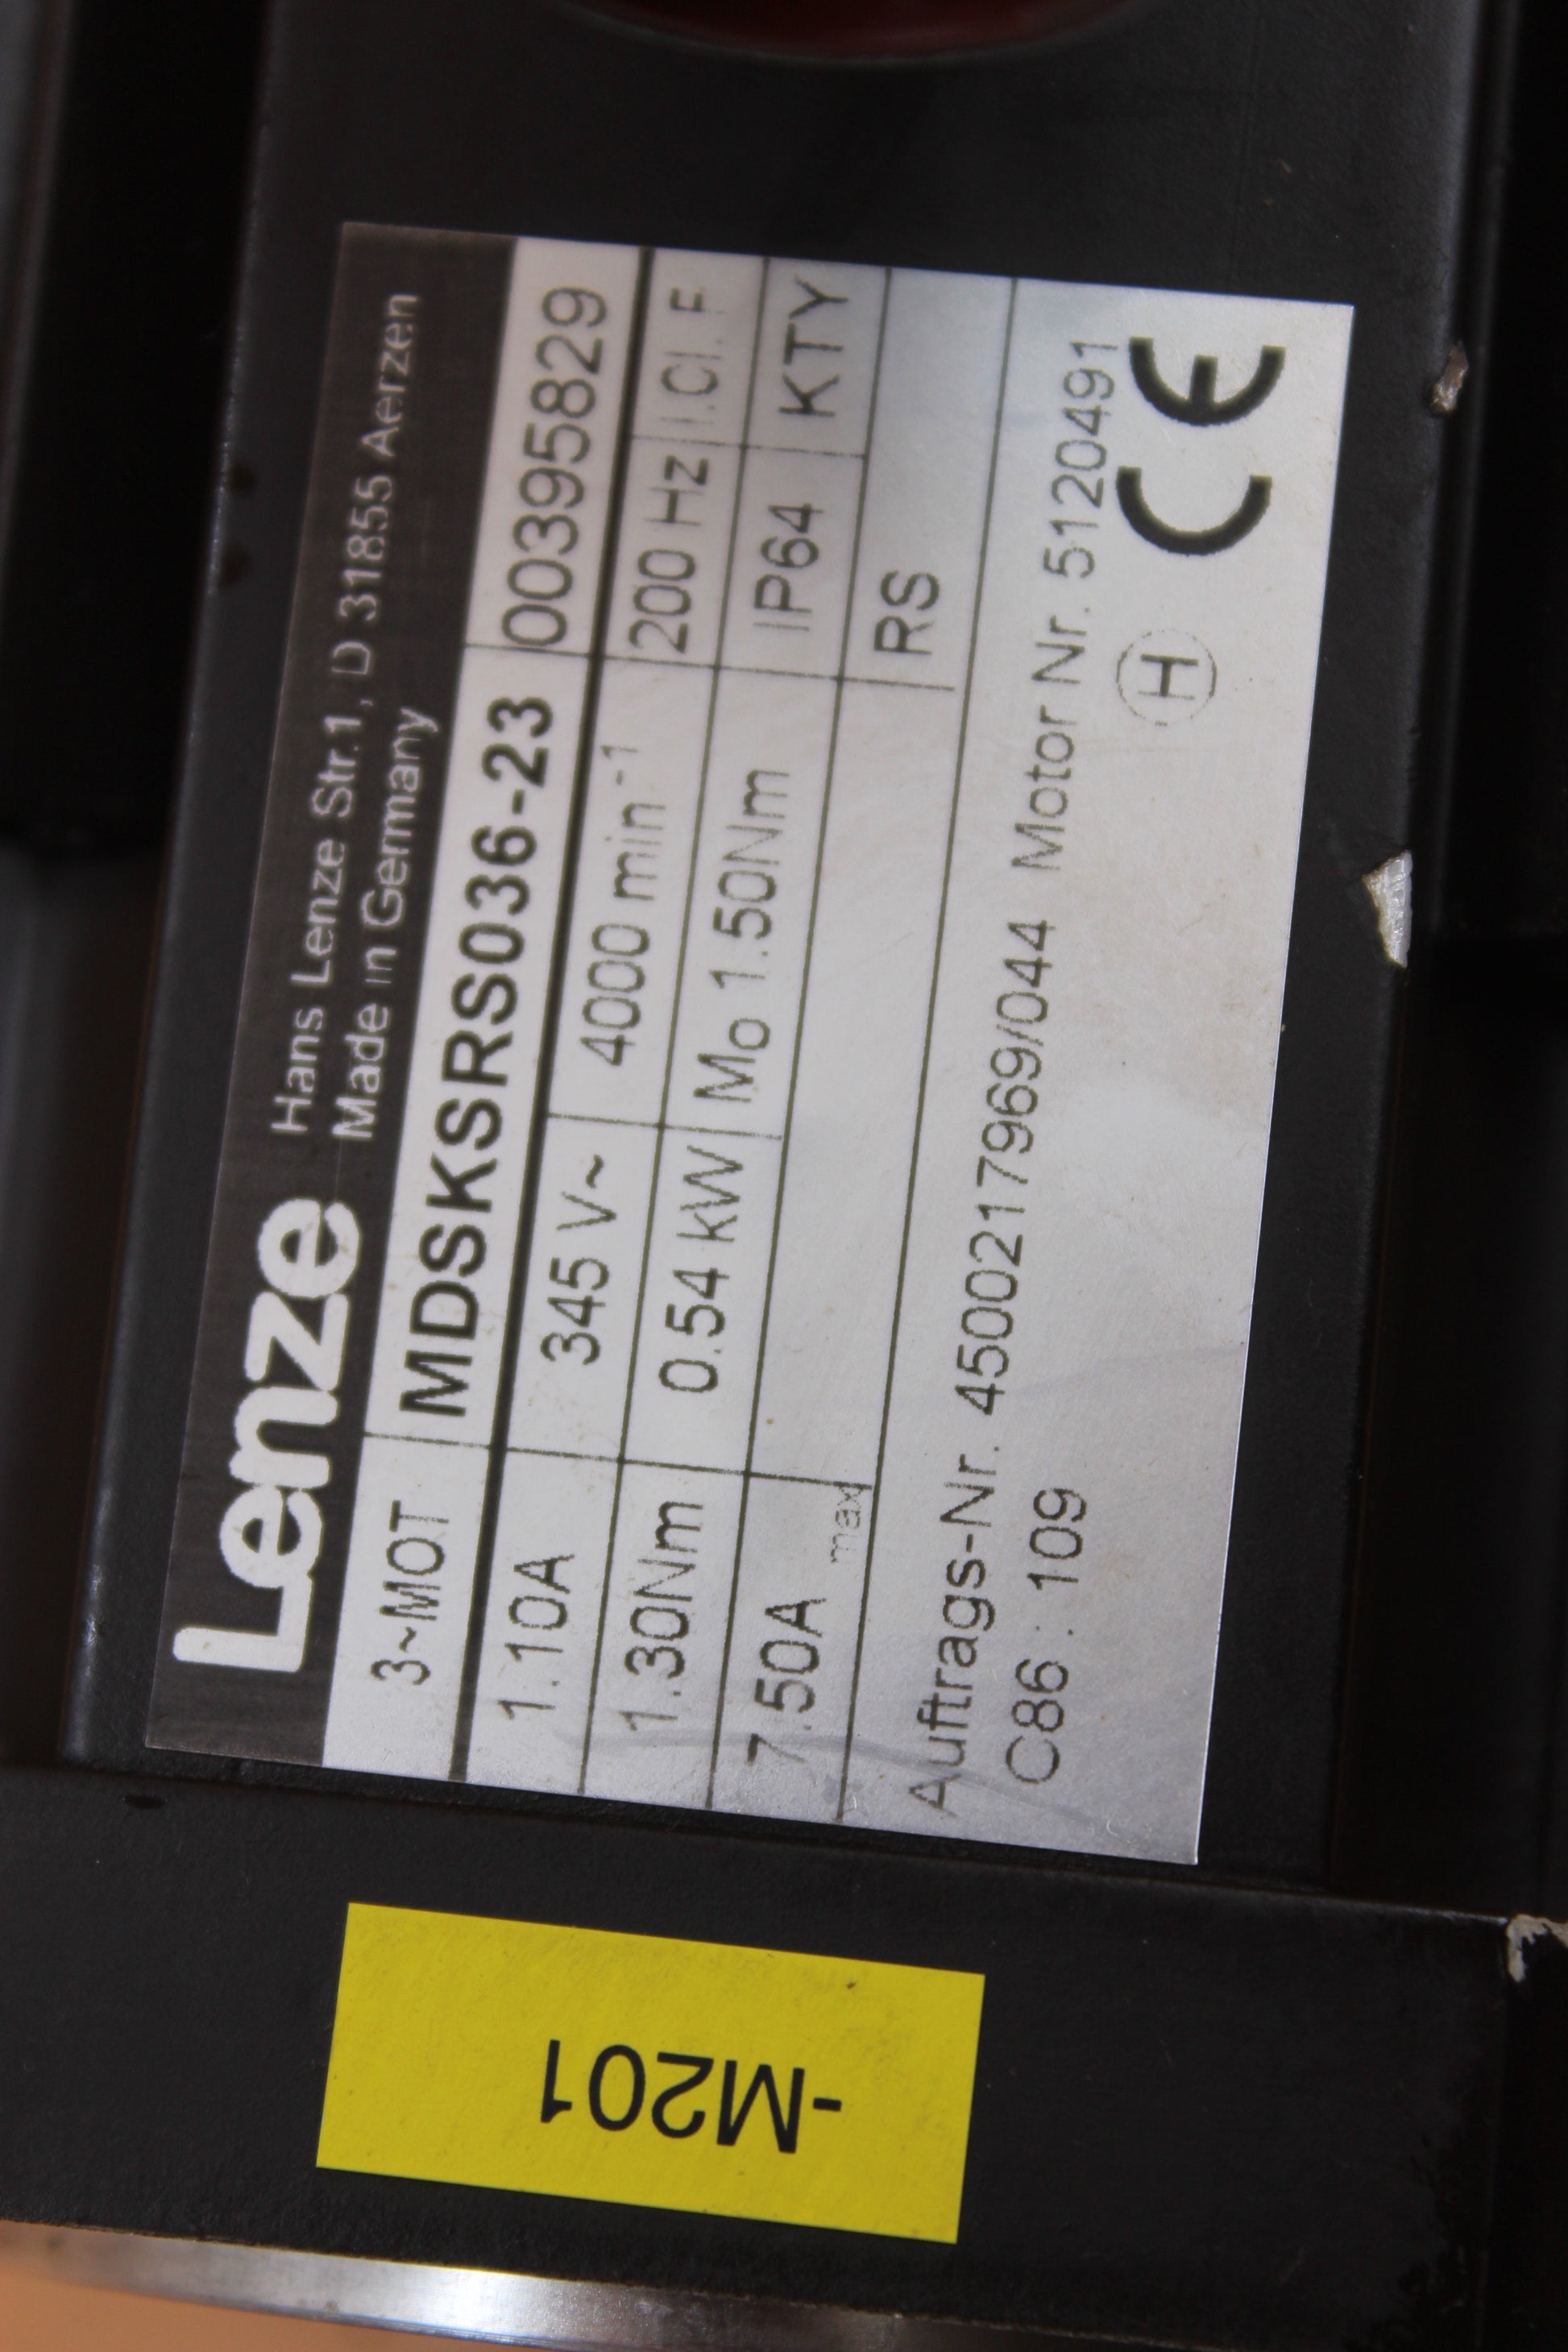 Lenze Hans Lenze Str.1, D 31855 Aerzen
Made in Germany
3~MOT MDSKSRS036-23 00395829
1.10A 345 V~ 4000 min⁻¹ 200 Hz I.Cl. F
1.30Nm 0.54 kW Mo 1.50Nm IP64 KTY
7.50A max RS
Auftrags-Nr. 4500217969/044 Motor Nr. 5120491
C86 : 109 H CE
-M201